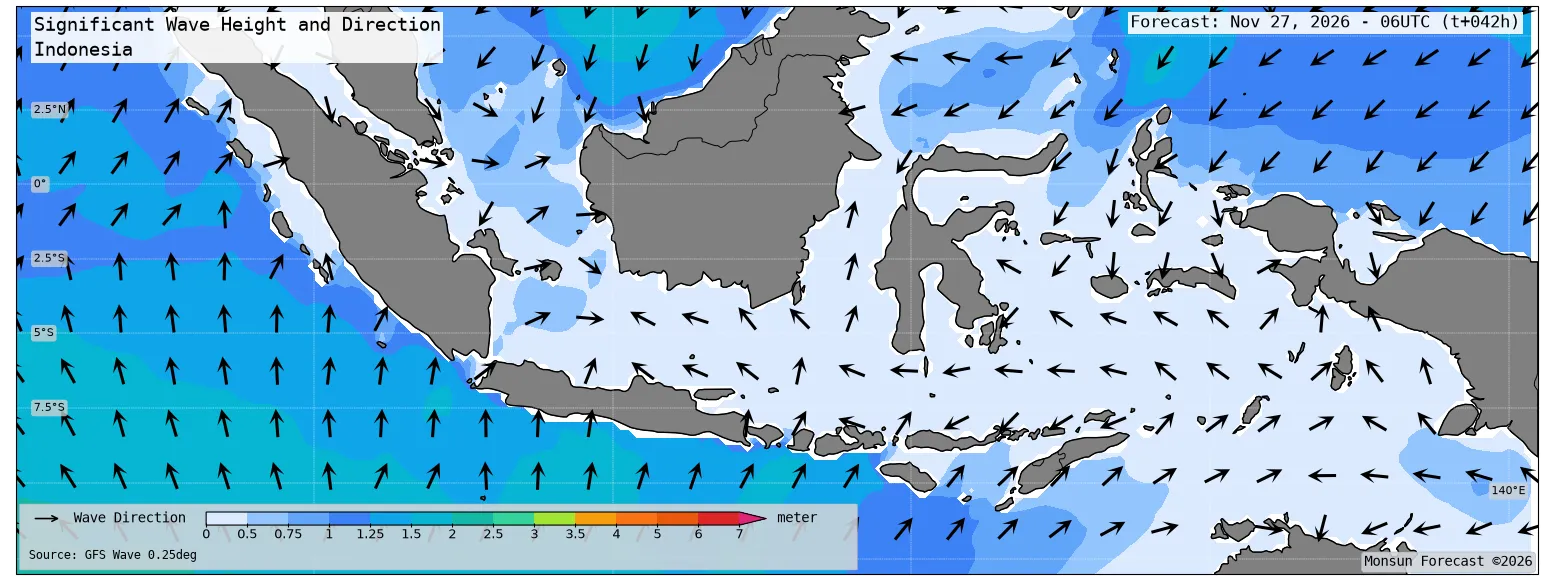 Significant Wave Height and Direction
Indonesia
Forecast: Nov 27, 2026 - 06UTC (t+042h)
2.5°N
0°
2.5°S
5°S
7.5°S
140°E
Wave Direction
0 0.5 0.75 1 1.25 1.5 2 2.5 3 3.5 4 5 6 7
meter
Source: GFS Wave 0.25deg
Monsun Forecast ©2026